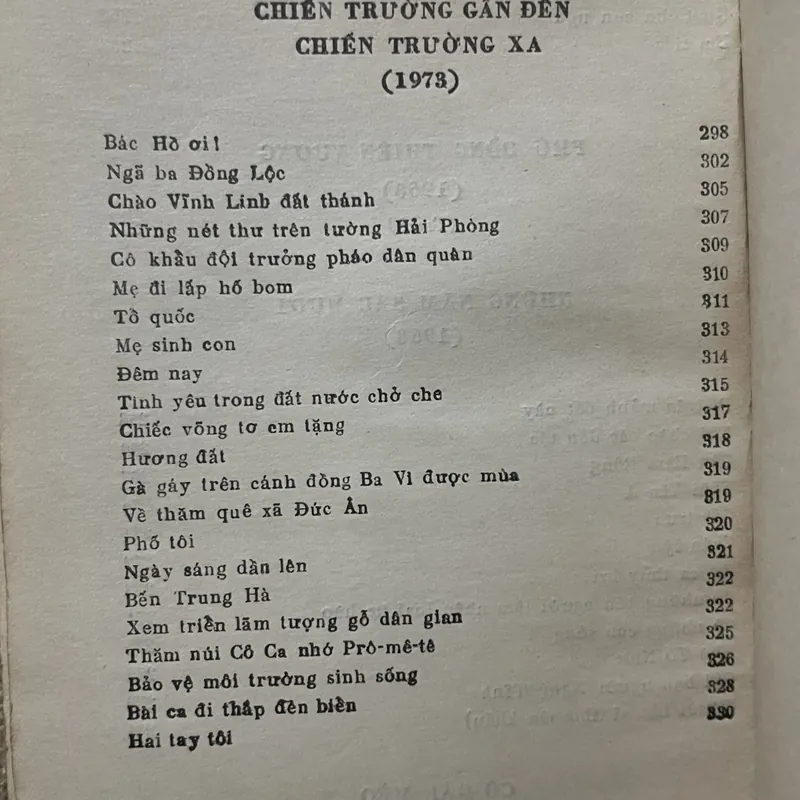 CHIẾN TRƯỜNG GẦN ĐẾN
CHIẾN TRƯỜNG XA
(1973)
Bác Hồ ơi! 298
Ngã ba Đồng Lộc 302
Chào Vĩnh Linb đất thánh 305
Những nét thư trên tường Hải Phòng 307
Cô khẩu đội trưởng pháo dân quân 309
Mẹ đi lấp hố bom 310
Tổ quốc 311
Mẹ sinh con 313
Đêm nay 314
Tình yêu trong đất nước chở che 315
Chiếc võng tơ em tặng 317
Hương đất 318
Gà gáy trên cánh đồng Ba Vì được mùa 319
Về thăm quê xã Đức Ân 319
Phố tôi 320
Ngày sáng dần lên 321
Bến Trung Hà 322
Xem triển lãm tượng gỗ dân gian 322
Thăm núi Cô Ca nhớ Prô-mê-tê 325
Bảo vệ môi trường sinh sống 326
Bài ca đi thắp đèn biển 328
Hai tay tôi 330